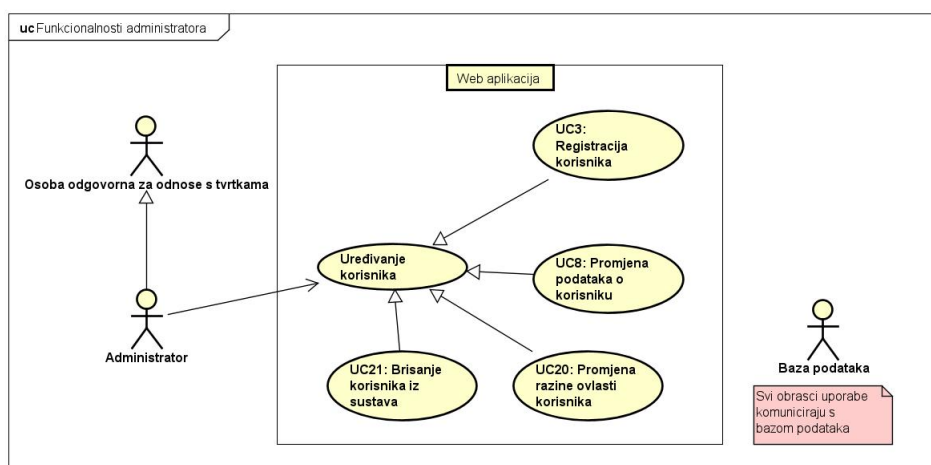 uc Funkcionalnosti administratora
Web aplikacija
UC3:
Registracija
korisnika
Osoba odgovorna za odnose s tvrtkama
Uređivanje
korisnika
UC8: Promjena
podataka o
korisniku
Administrator
UC21: Brisanje
korisnika iz
sustava
UC20: Promjena
razine ovlasti
korisnika
Baza podataka
Svi obrasci uporabe
komuniciraju s
bazom podataka